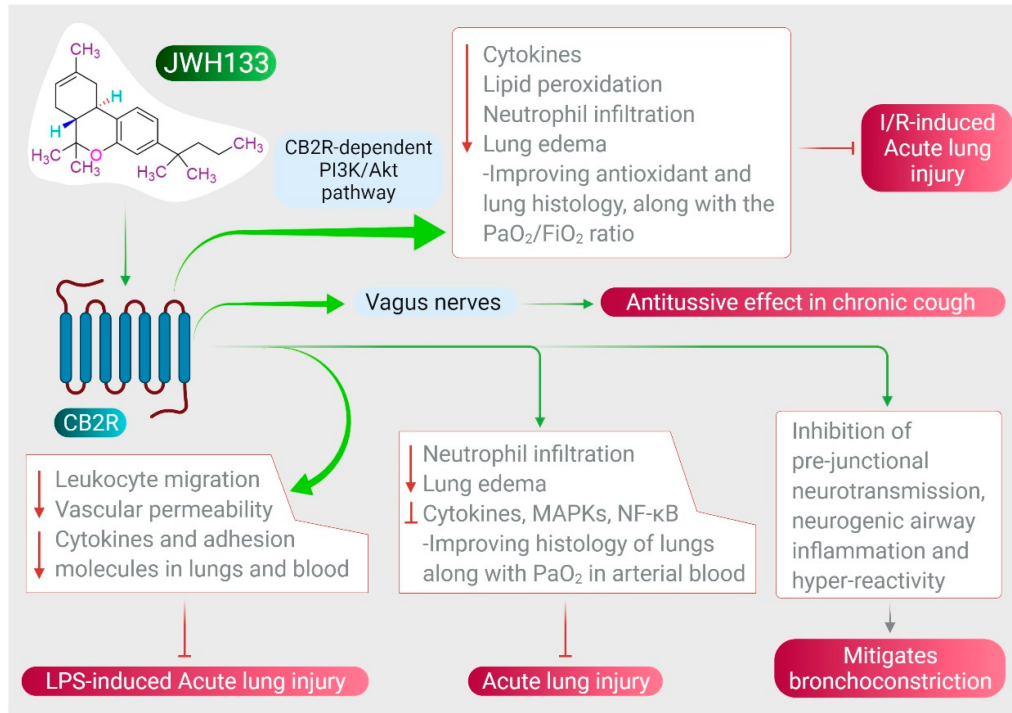 CH₃
JWH133
H
H
H₃C
O
CH₃
H₃C
CH₃
CH₃
CB2R-dependent
PI3K/Akt
pathway
Cytokines
Lipid peroxidation
Neutrophil infiltration
Lung edema
-Improving antioxidant and
lung histology, along with the
PaO₂/FiO₂ ratio
I/R-induced
Acute lung
injury
Vagus nerves
Antitussive effect in chronic cough
CB2R
Leukocyte migration
Vascular permeability
Cytokines and adhesion
molecules in lungs and blood
LPS-induced Acute lung injury
Neutrophil infiltration
Lung edema
Cytokines, MAPKs, NF-κB
-Improving histology of lungs
along with PaO₂ in arterial blood
Acute lung injury
Inhibition of
pre-junctional
neurotransmission,
neurogenic airway
inflammation and
hyper-reactivity
Mitigates
bronchoconstriction